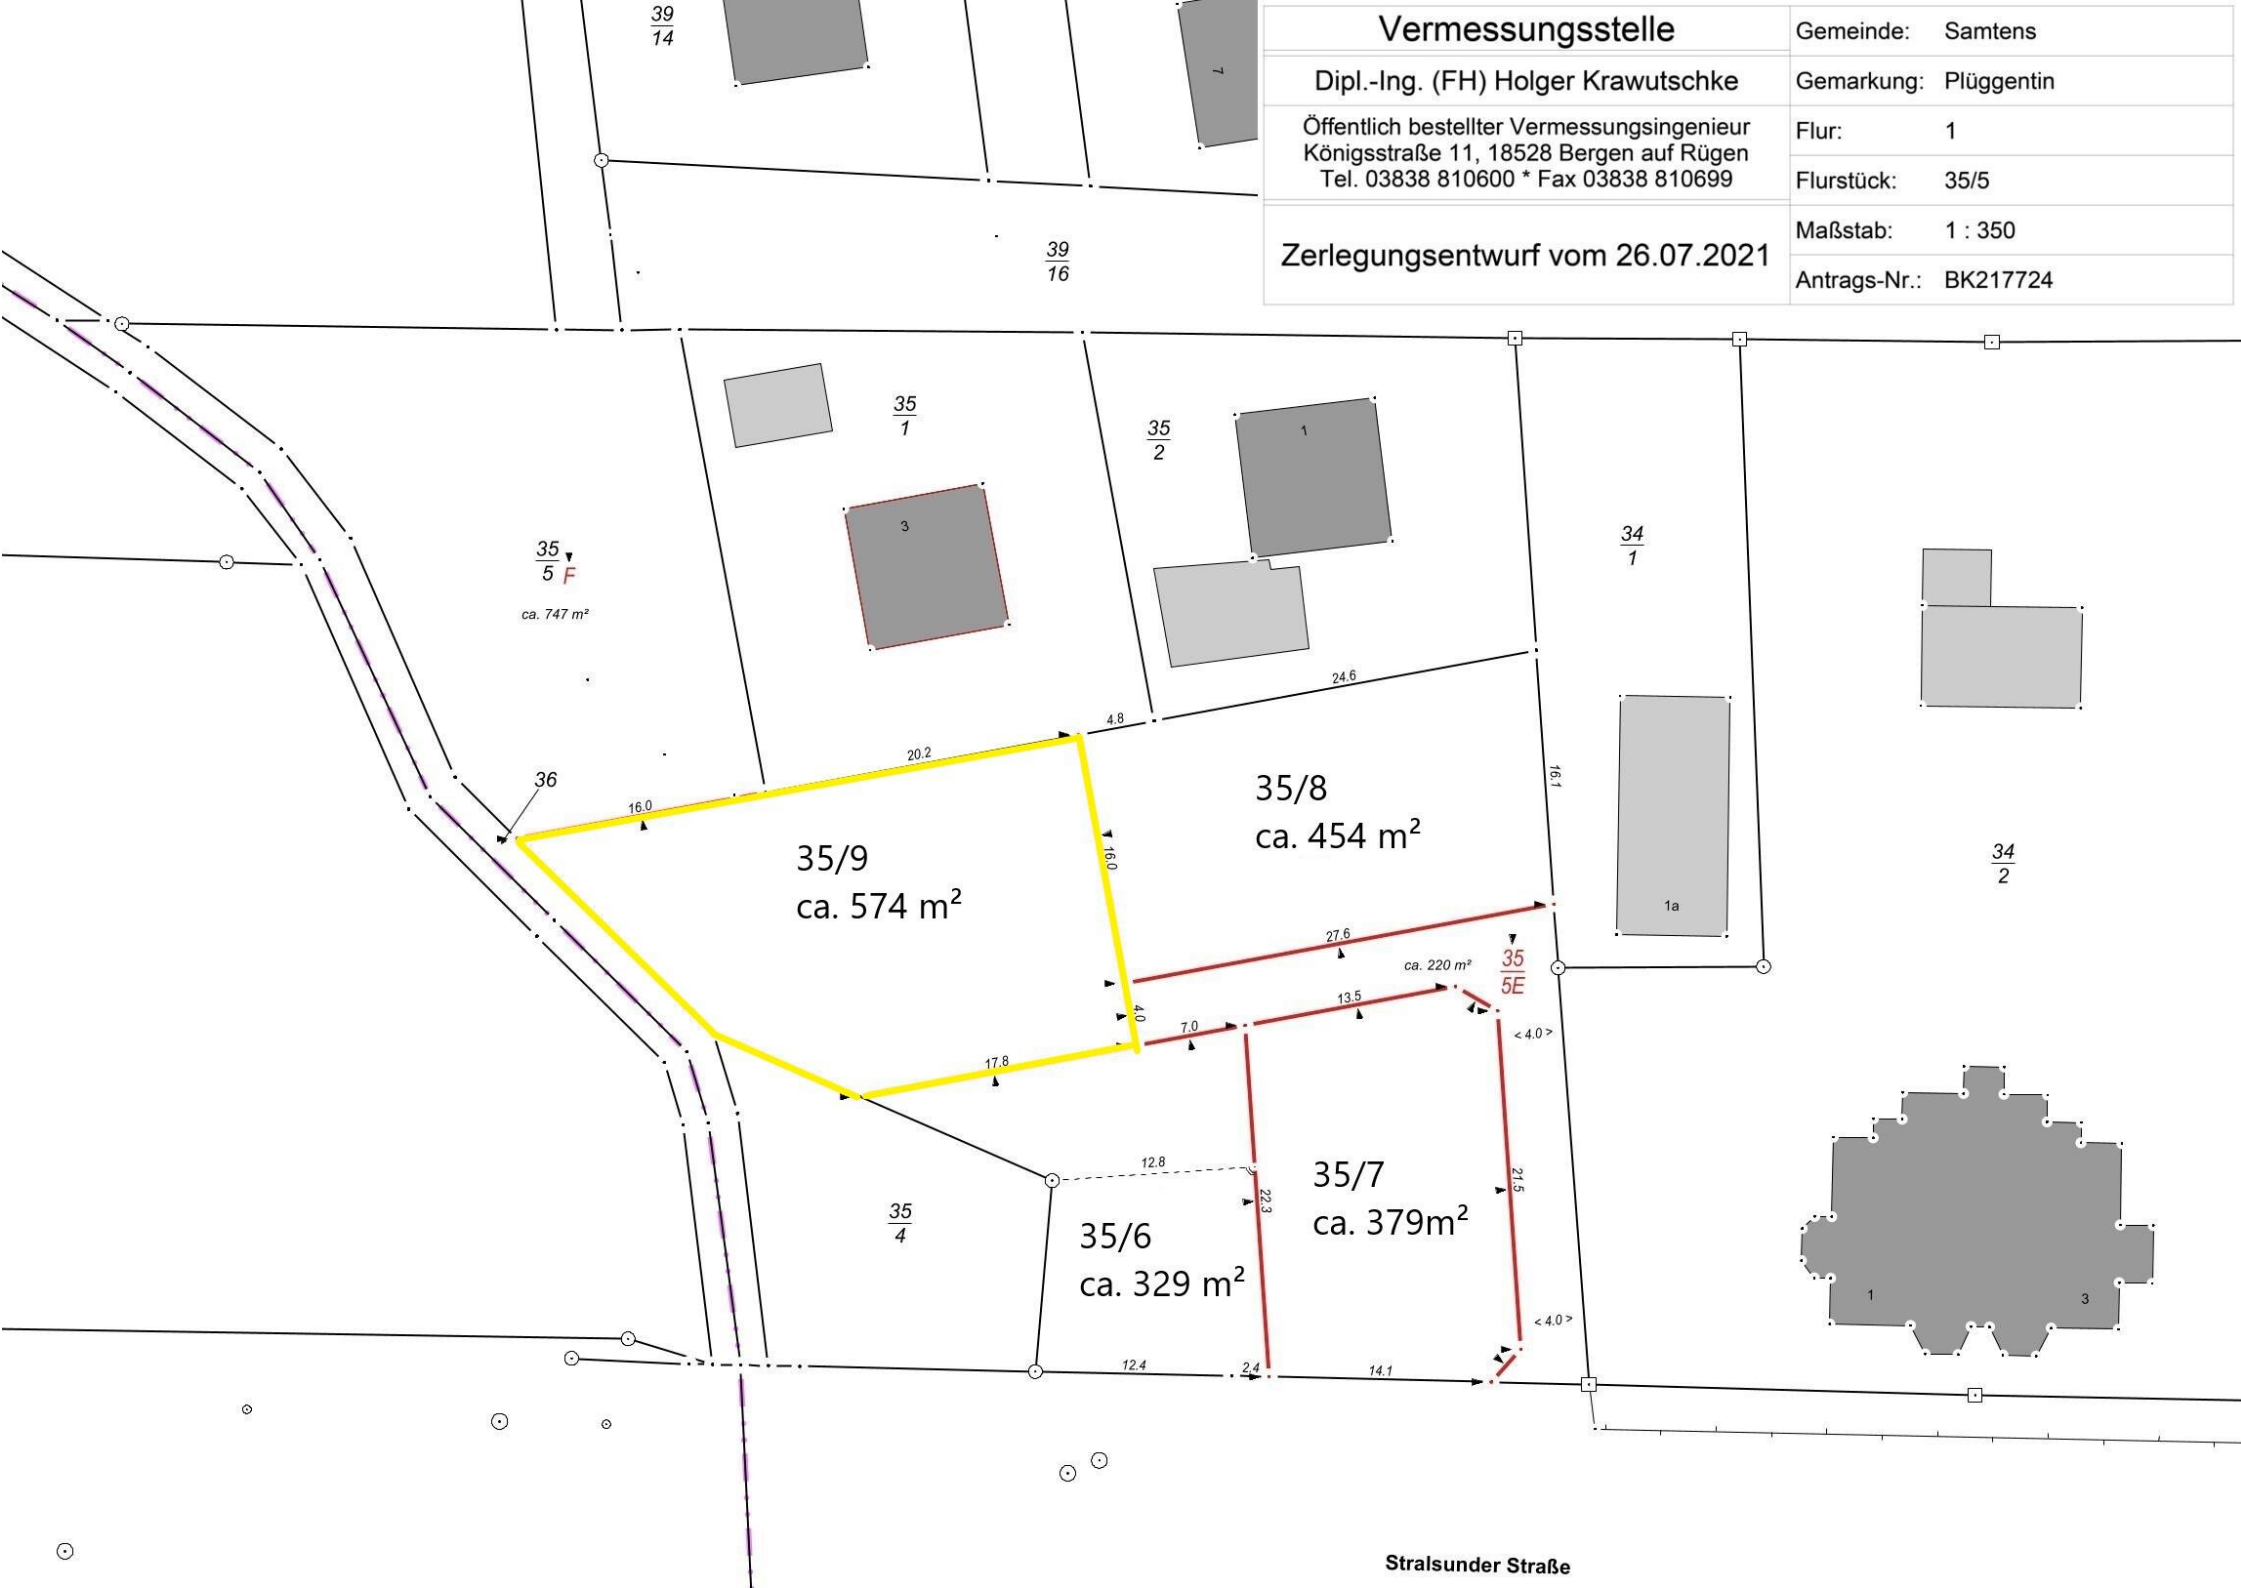 39
14
7
Vermessungsstelle
Dipl.-Ing. (FH) Holger Krawutschke
Öffentlich bestellter Vermessungsingenieur
Königsstraße 11, 18528 Bergen auf Rügen
Tel. 03838 810600 * Fax 03838 810699
Zerlegungsentwurf vom 26.07.2021
Gemeinde: Samtens
Gemarkung: Plüggentin
Flur: 1
Flurstück: 35/5
Maßstab: 1 : 350
Antrags-Nr.: BK217724
39
16
35
1
35
2
1
3
35
5 F
ca. 747 m²
34
1
24.6
4.8
20.2
36
16.0
16.1
35/8
ca. 454 m²
35/9
ca. 574 m²
16.0
34
2
1a
27.6
ca. 220 m²
35
5E
13.5
4.0
7.0
< 4.0 >
17.8
12.8
35/7
ca. 379m²
21.5
22.3
35
4
35/6
ca. 329 m²
1
3
< 4.0 >
12.4
2.4
14.1
Stralsunder Straße